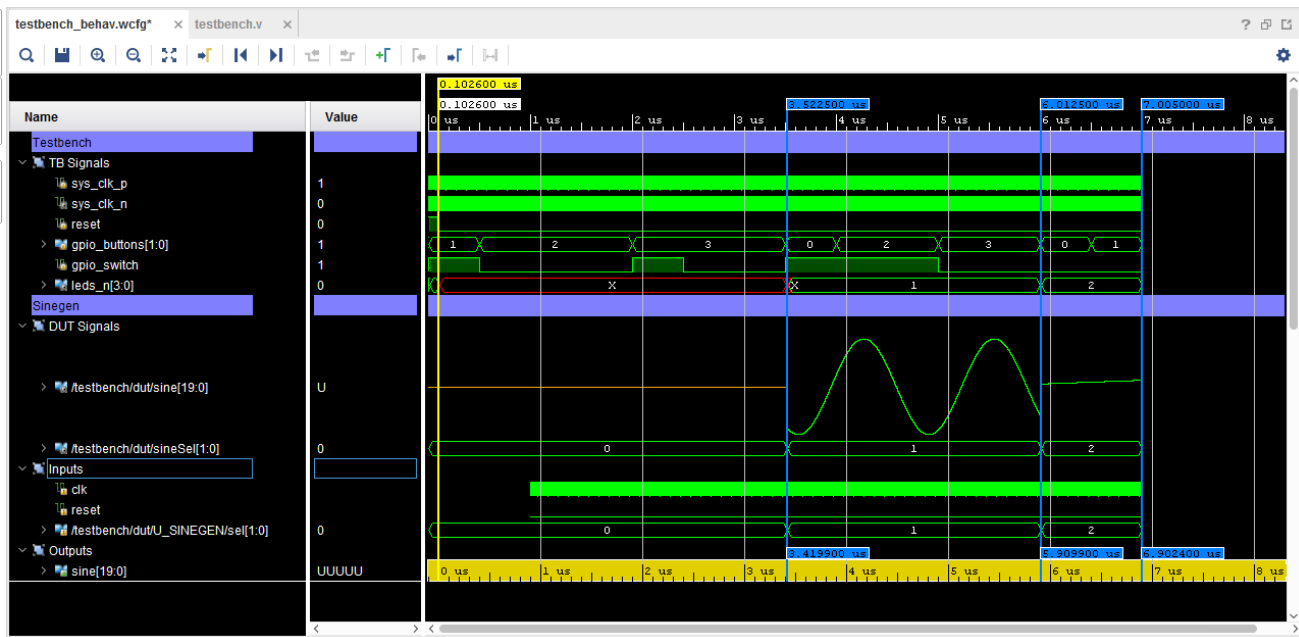 testbench_behav.wcfg* × testbench.v ×
?
0.102600 us
0.102600 us 3.522500 us 6.012500 us 7.005000 us
Name Value
0 us 1 us 2 us 3 us 4 us 5 us 6 us 7 us 8 us
Testbench
TB Signals
sys_clk_p 1
sys_clk_n 0
reset 0
gpio_buttons[1:0] 1 1 2 3 0 2 3 0 1
gpio_switch 1
leds_n[3:0] 0 X X 1 2
Sinegen
DUT Signals
/testbench/dut/sine[19:0] U
/testbench/dut/sineSel[1:0] 0 0 1 2
Inputs
clk
reset
/testbench/dut/U_SINEGEN/sel[1:0] 0 0 1 2
Outputs 3.419900 us 5.909900 us 6.902400 us
sine[19:0] UUUUU 0 us 1 us 2 us 3 us 4 us 5 us 6 us 7 us 8 us